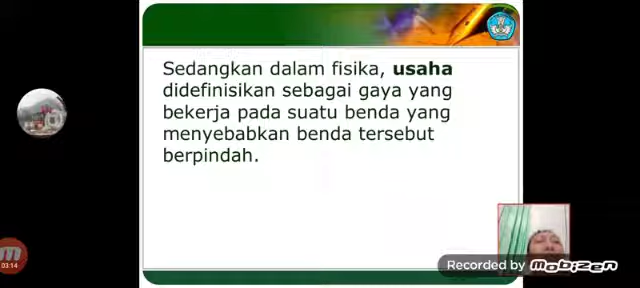 Sedangkan dalam fisika, usaha
didefinisikan sebagai gaya yang
bekerja pada suatu benda yang
menyebabkan benda tersebut
berpindah.
03:14
Recorded by mobizen